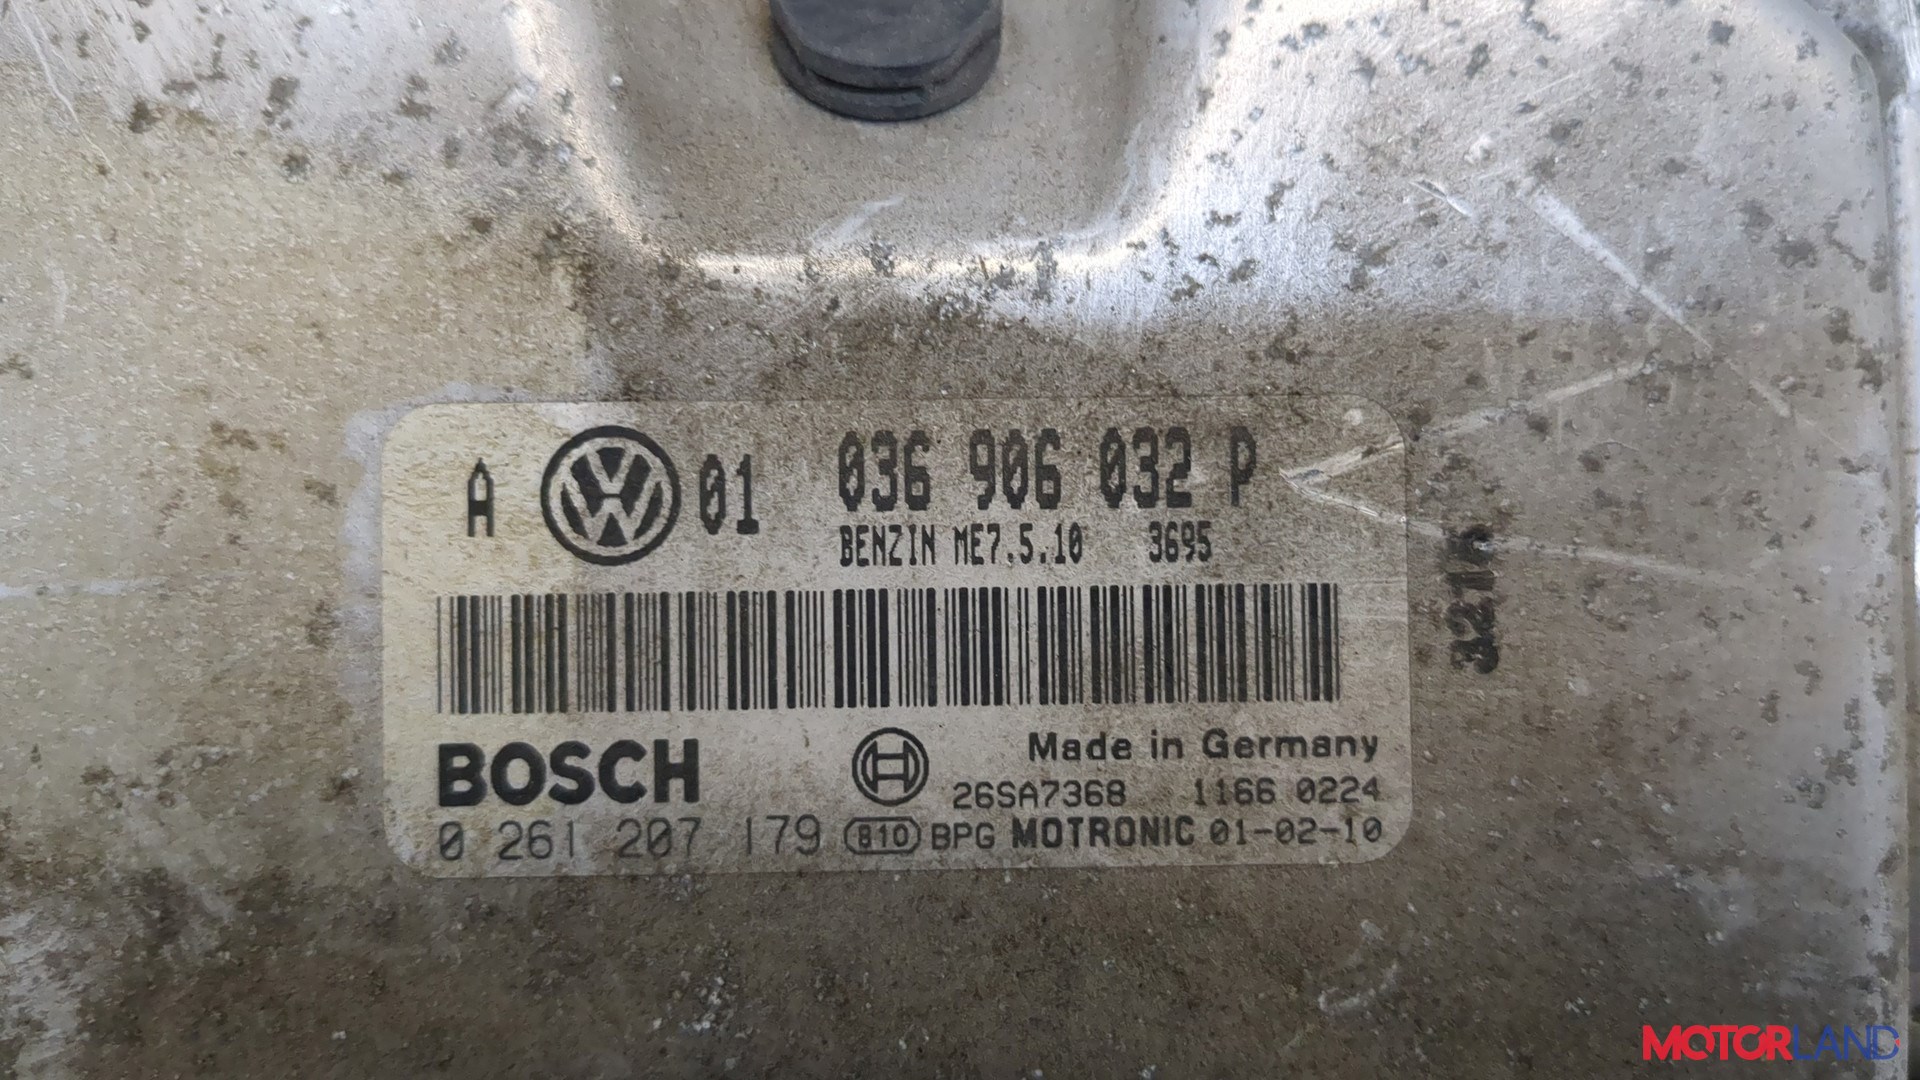 A VW 01 036 906 032 P
BENZIN ME7.5.10 3695
BOSCH
Made in Germany
26SA7368 1166 0224
0 261 207 179 810 BPG MOTRONIC 01-02-10
MOTORLAND